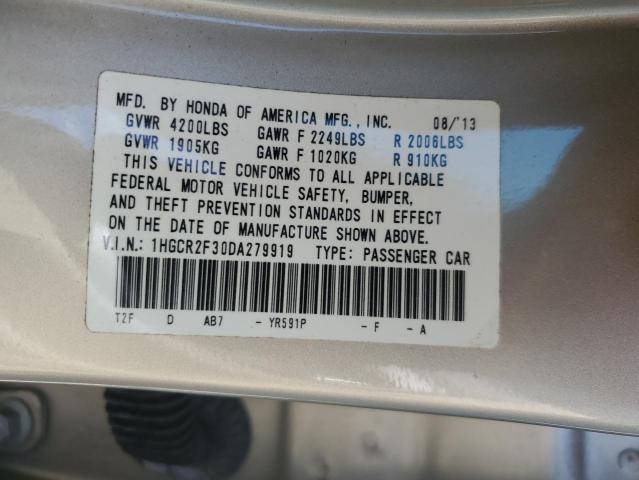 MFD. BY HONDA OF AMERICA MFG., INC. 08/'13
GVWR 4200LBS GAWR F 2249LBS R 2006LBS
GVWR 1905KG GAWR F 1020KG R 910KG
THIS VEHICLE CONFORMS TO ALL APPLICABLE
FEDERAL MOTOR VEHICLE SAFETY, BUMPER,
AND THEFT PREVENTION STANDARDS IN EFFECT
ON THE DATE OF MANUFACTURE SHOWN ABOVE.
V.I.N.: 1HGCR2F30DA279919 TYPE: PASSENGER CAR
T2F D AB7 - YR591P - F - A